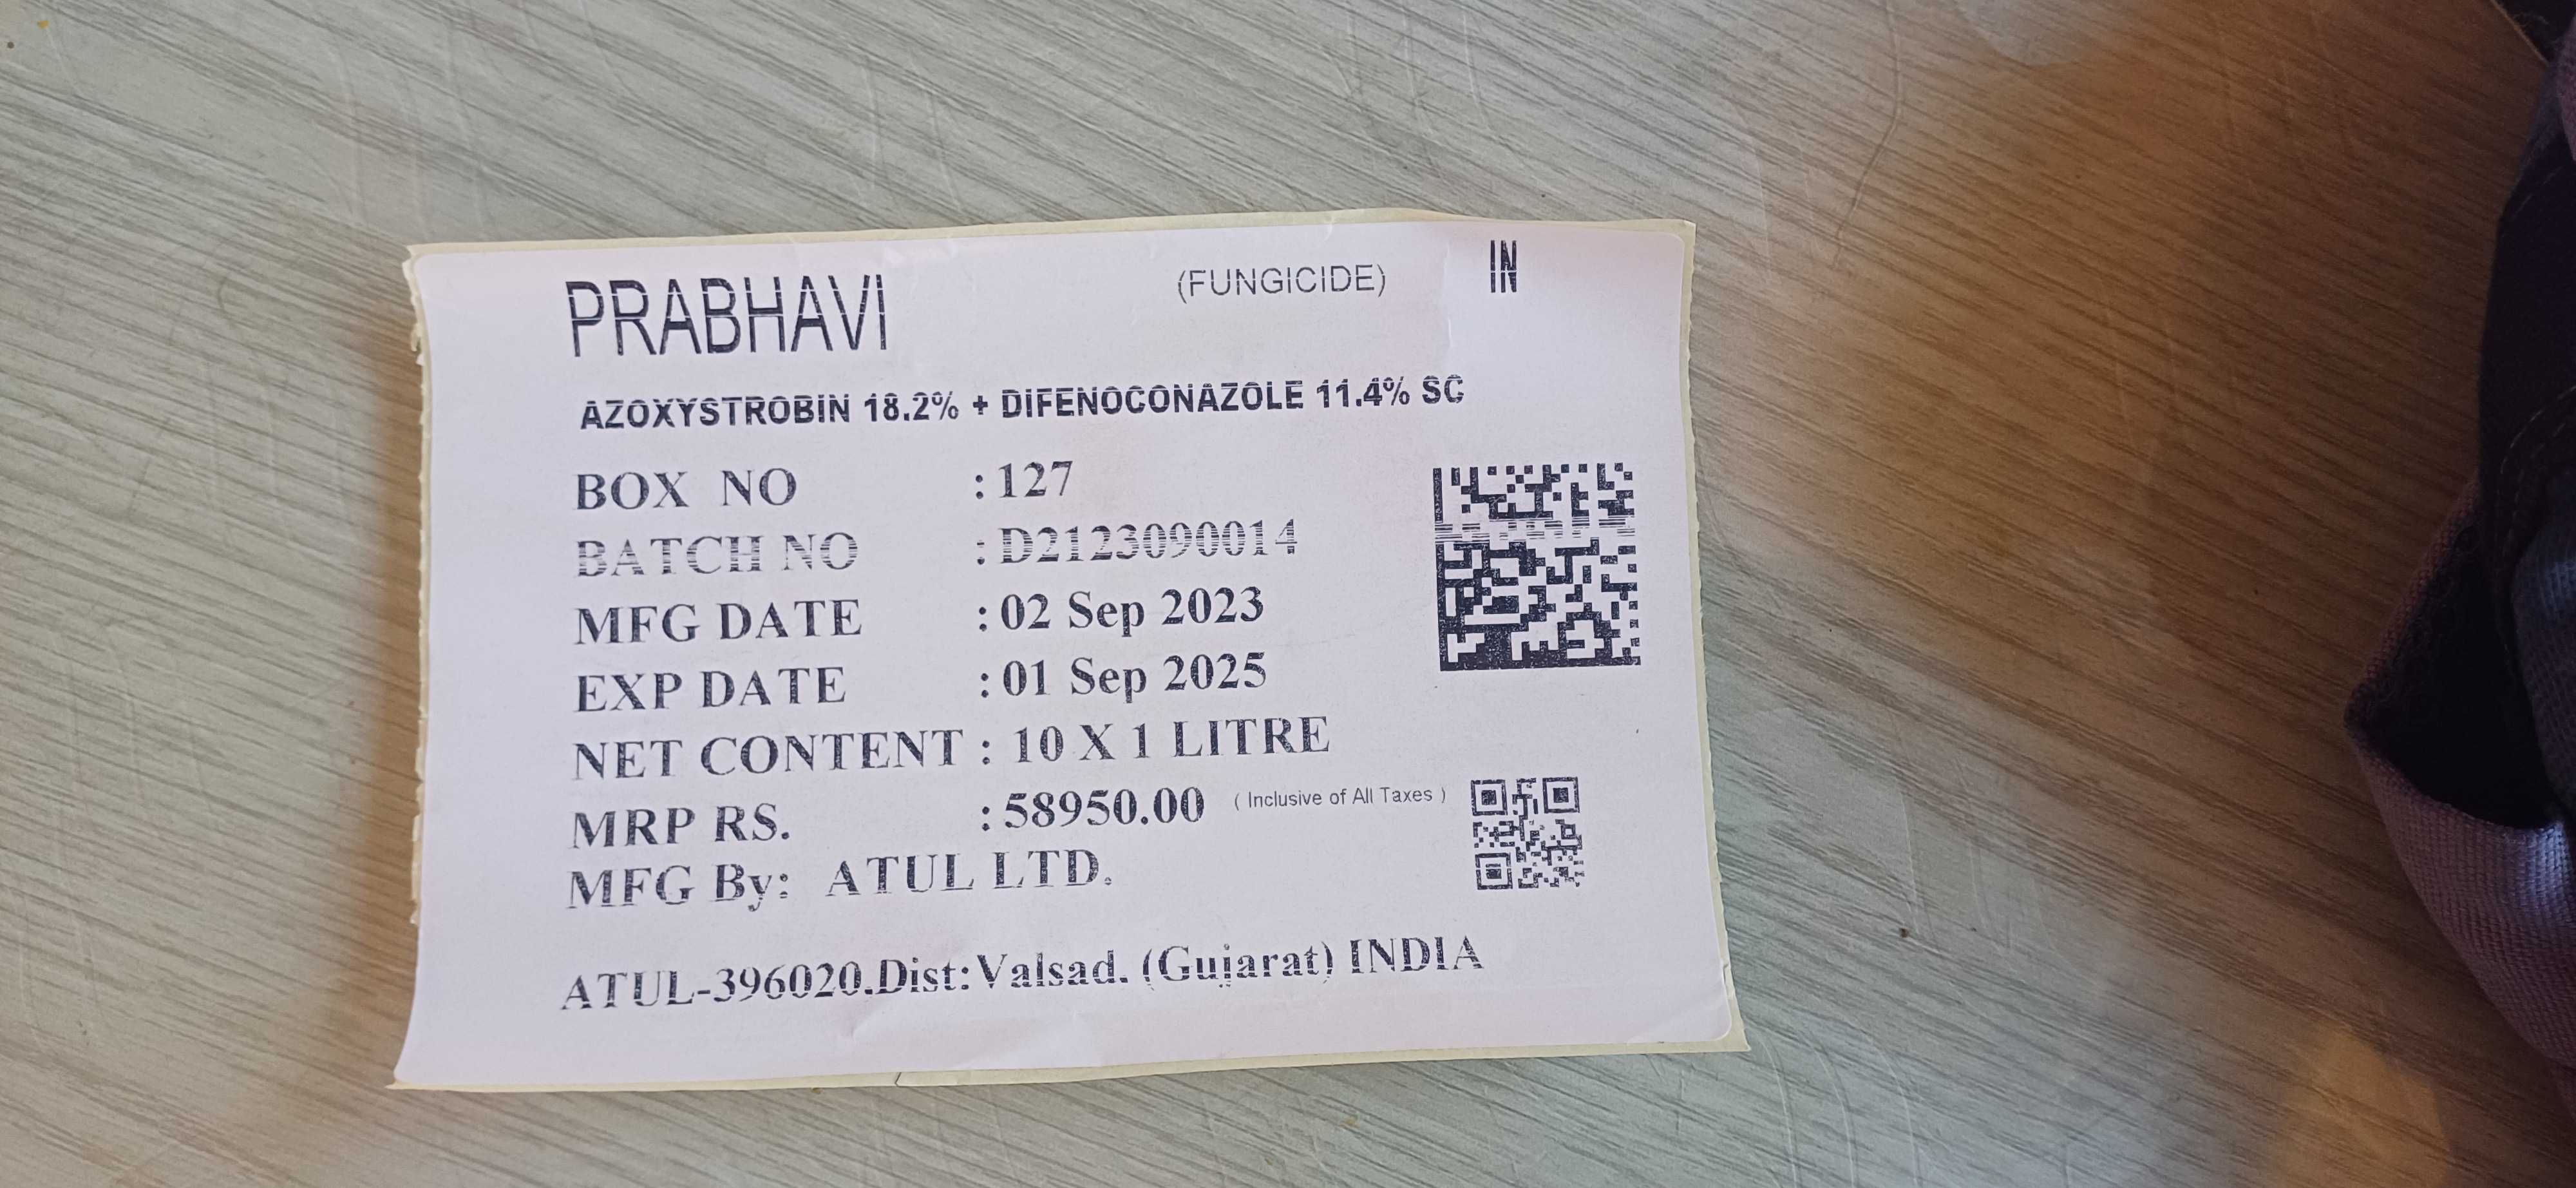 PRABHAVI (FUNGICIDE) IN
AZOXYSTROBIN 18.2% + DIFENOCONAZOLE 11.4% SC
BOX NO : 127
BATCH NO : D2123090014
MFG DATE : 02 Sep 2023
EXP DATE : 01 Sep 2025
NET CONTENT : 10 X 1 LITRE
MRP RS. : 58950.00 ( Inclusive of All Taxes )
MFG By: ATUL LTD.
ATUL-396020.Dist:Valsad. (Gujarat) INDIA